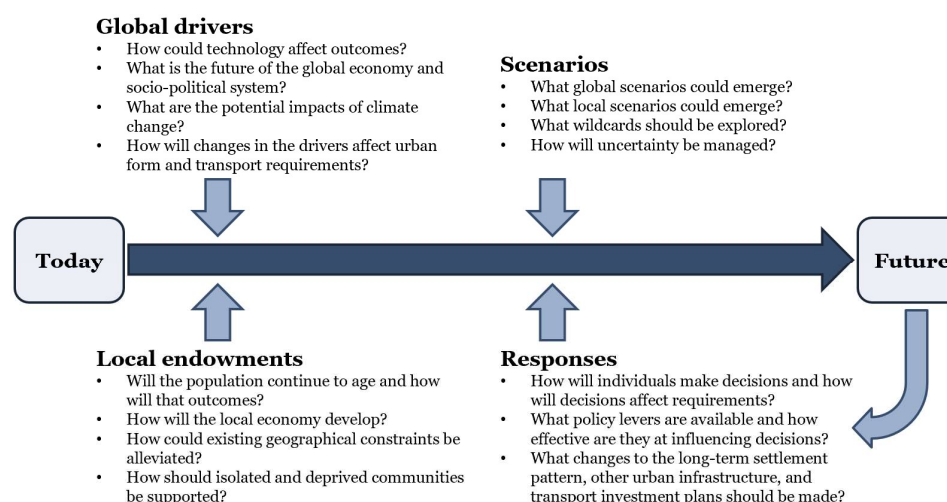 Global drivers
• How could technology affect outcomes?
• What is the future of the global economy and
socio-political system?
• What are the potential impacts of climate
change?
• How will changes in the drivers affect urban
form and transport requirements?
Scenarios
• What global scenarios could emerge?
• What local scenarios could emerge?
• What wildcards should be explored?
• How will uncertainty be managed?
Today
Future
Local endowments
• Will the population continue to age and how
will that outcomes?
• How will the local economy develop?
• How could existing geographical constraints be
alleviated?
• How should isolated and deprived communities
be supported?
Responses
• How will individuals make decisions and how
will decisions affect requirements?
• What policy levers are available and how
effective are they at influencing decisions?
• What changes to the long-term settlement
pattern, other urban infrastructure, and
transport investment plans should be made?